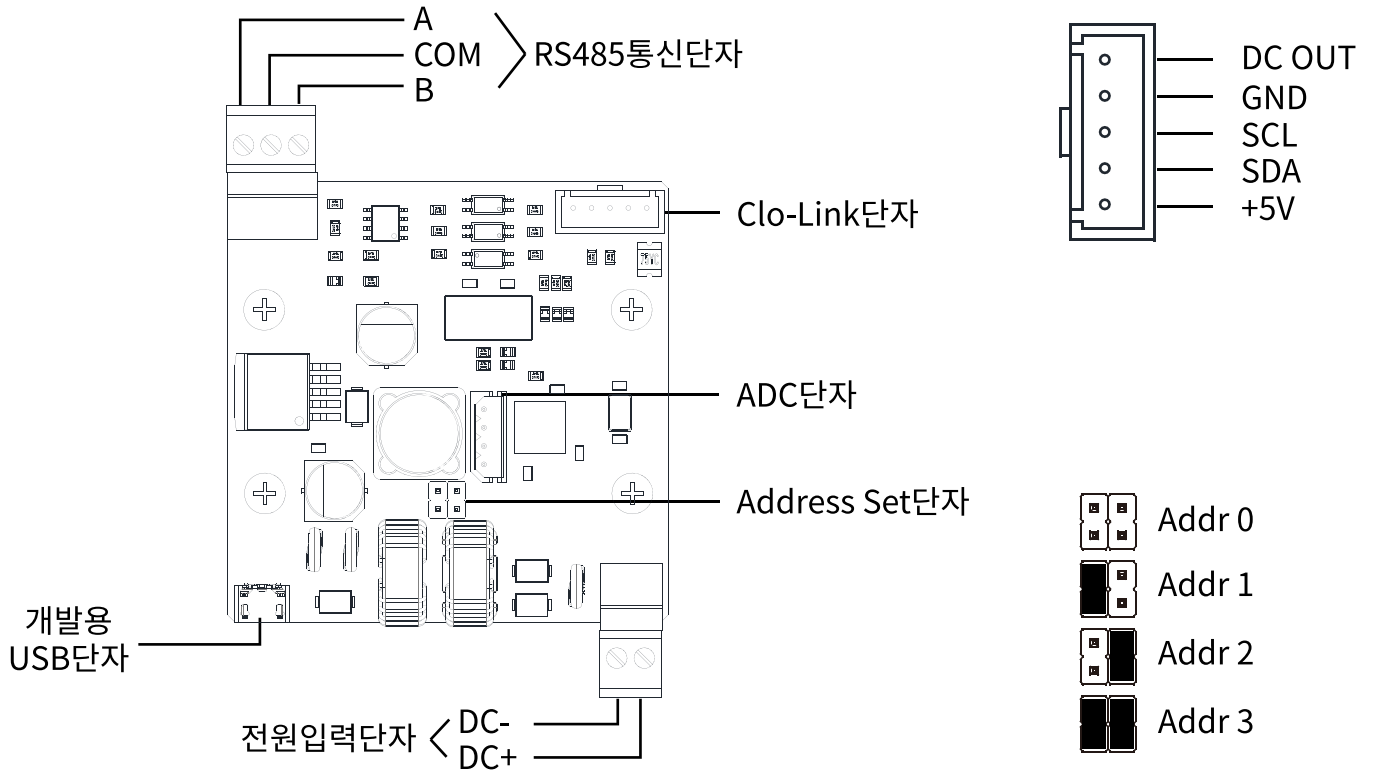 A
COM
B
RS485통신단자
DC OUT
GND
SCL
SDA
+5V
Clo-Link단자
ADC단자
Address Set단자
Addr 0
Addr 1
Addr 2
Addr 3
개발용
USB단자
전원입력단자
DC-
DC+